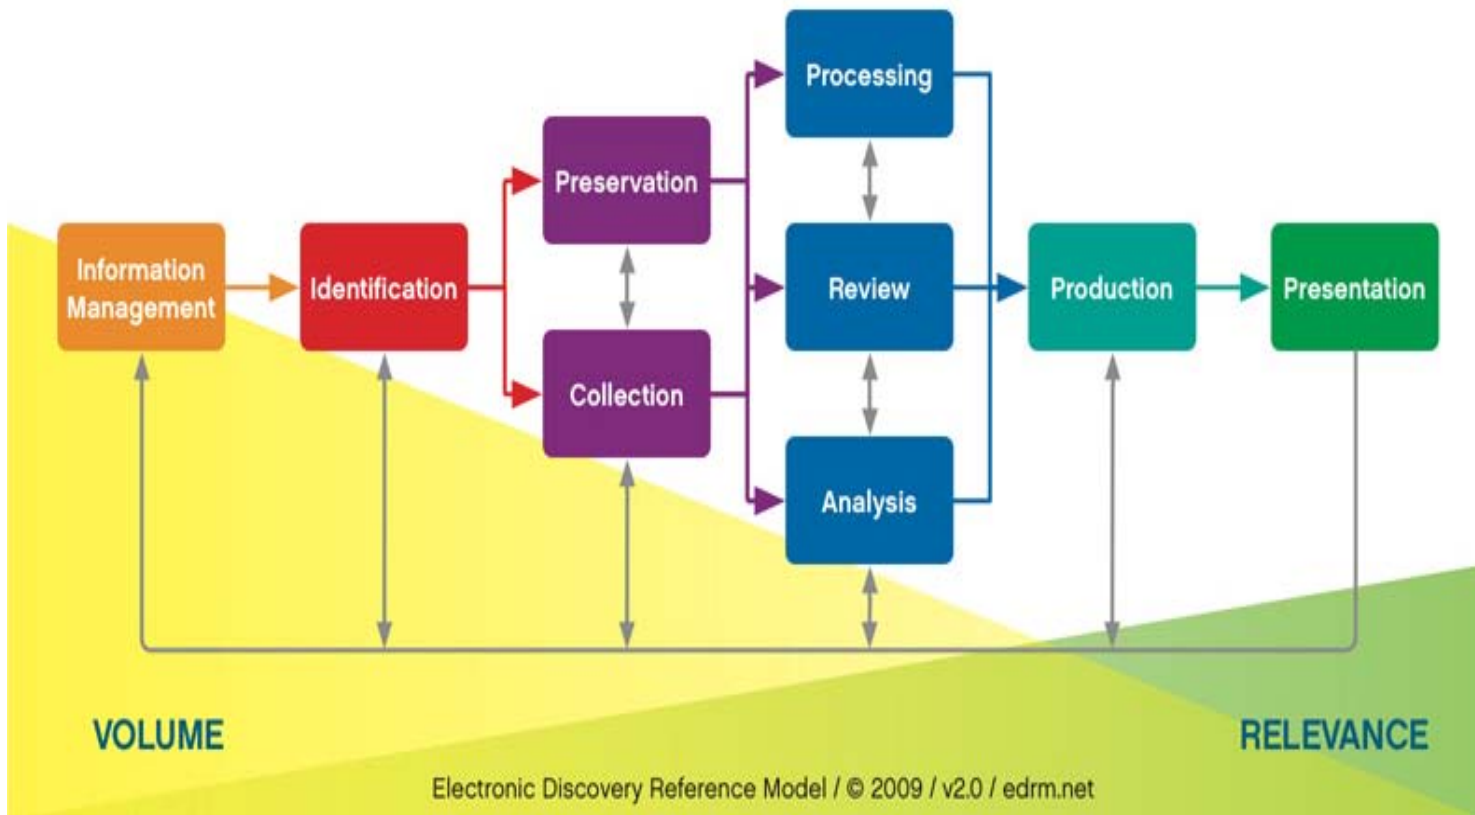 Processing
Preservation
Information
Management
Identification
Review
Production
Presentation
Collection
Analysis
VOLUME
RELEVANCE
Electronic Discovery Reference Model / © 2009 / v2.0 / edrm.net